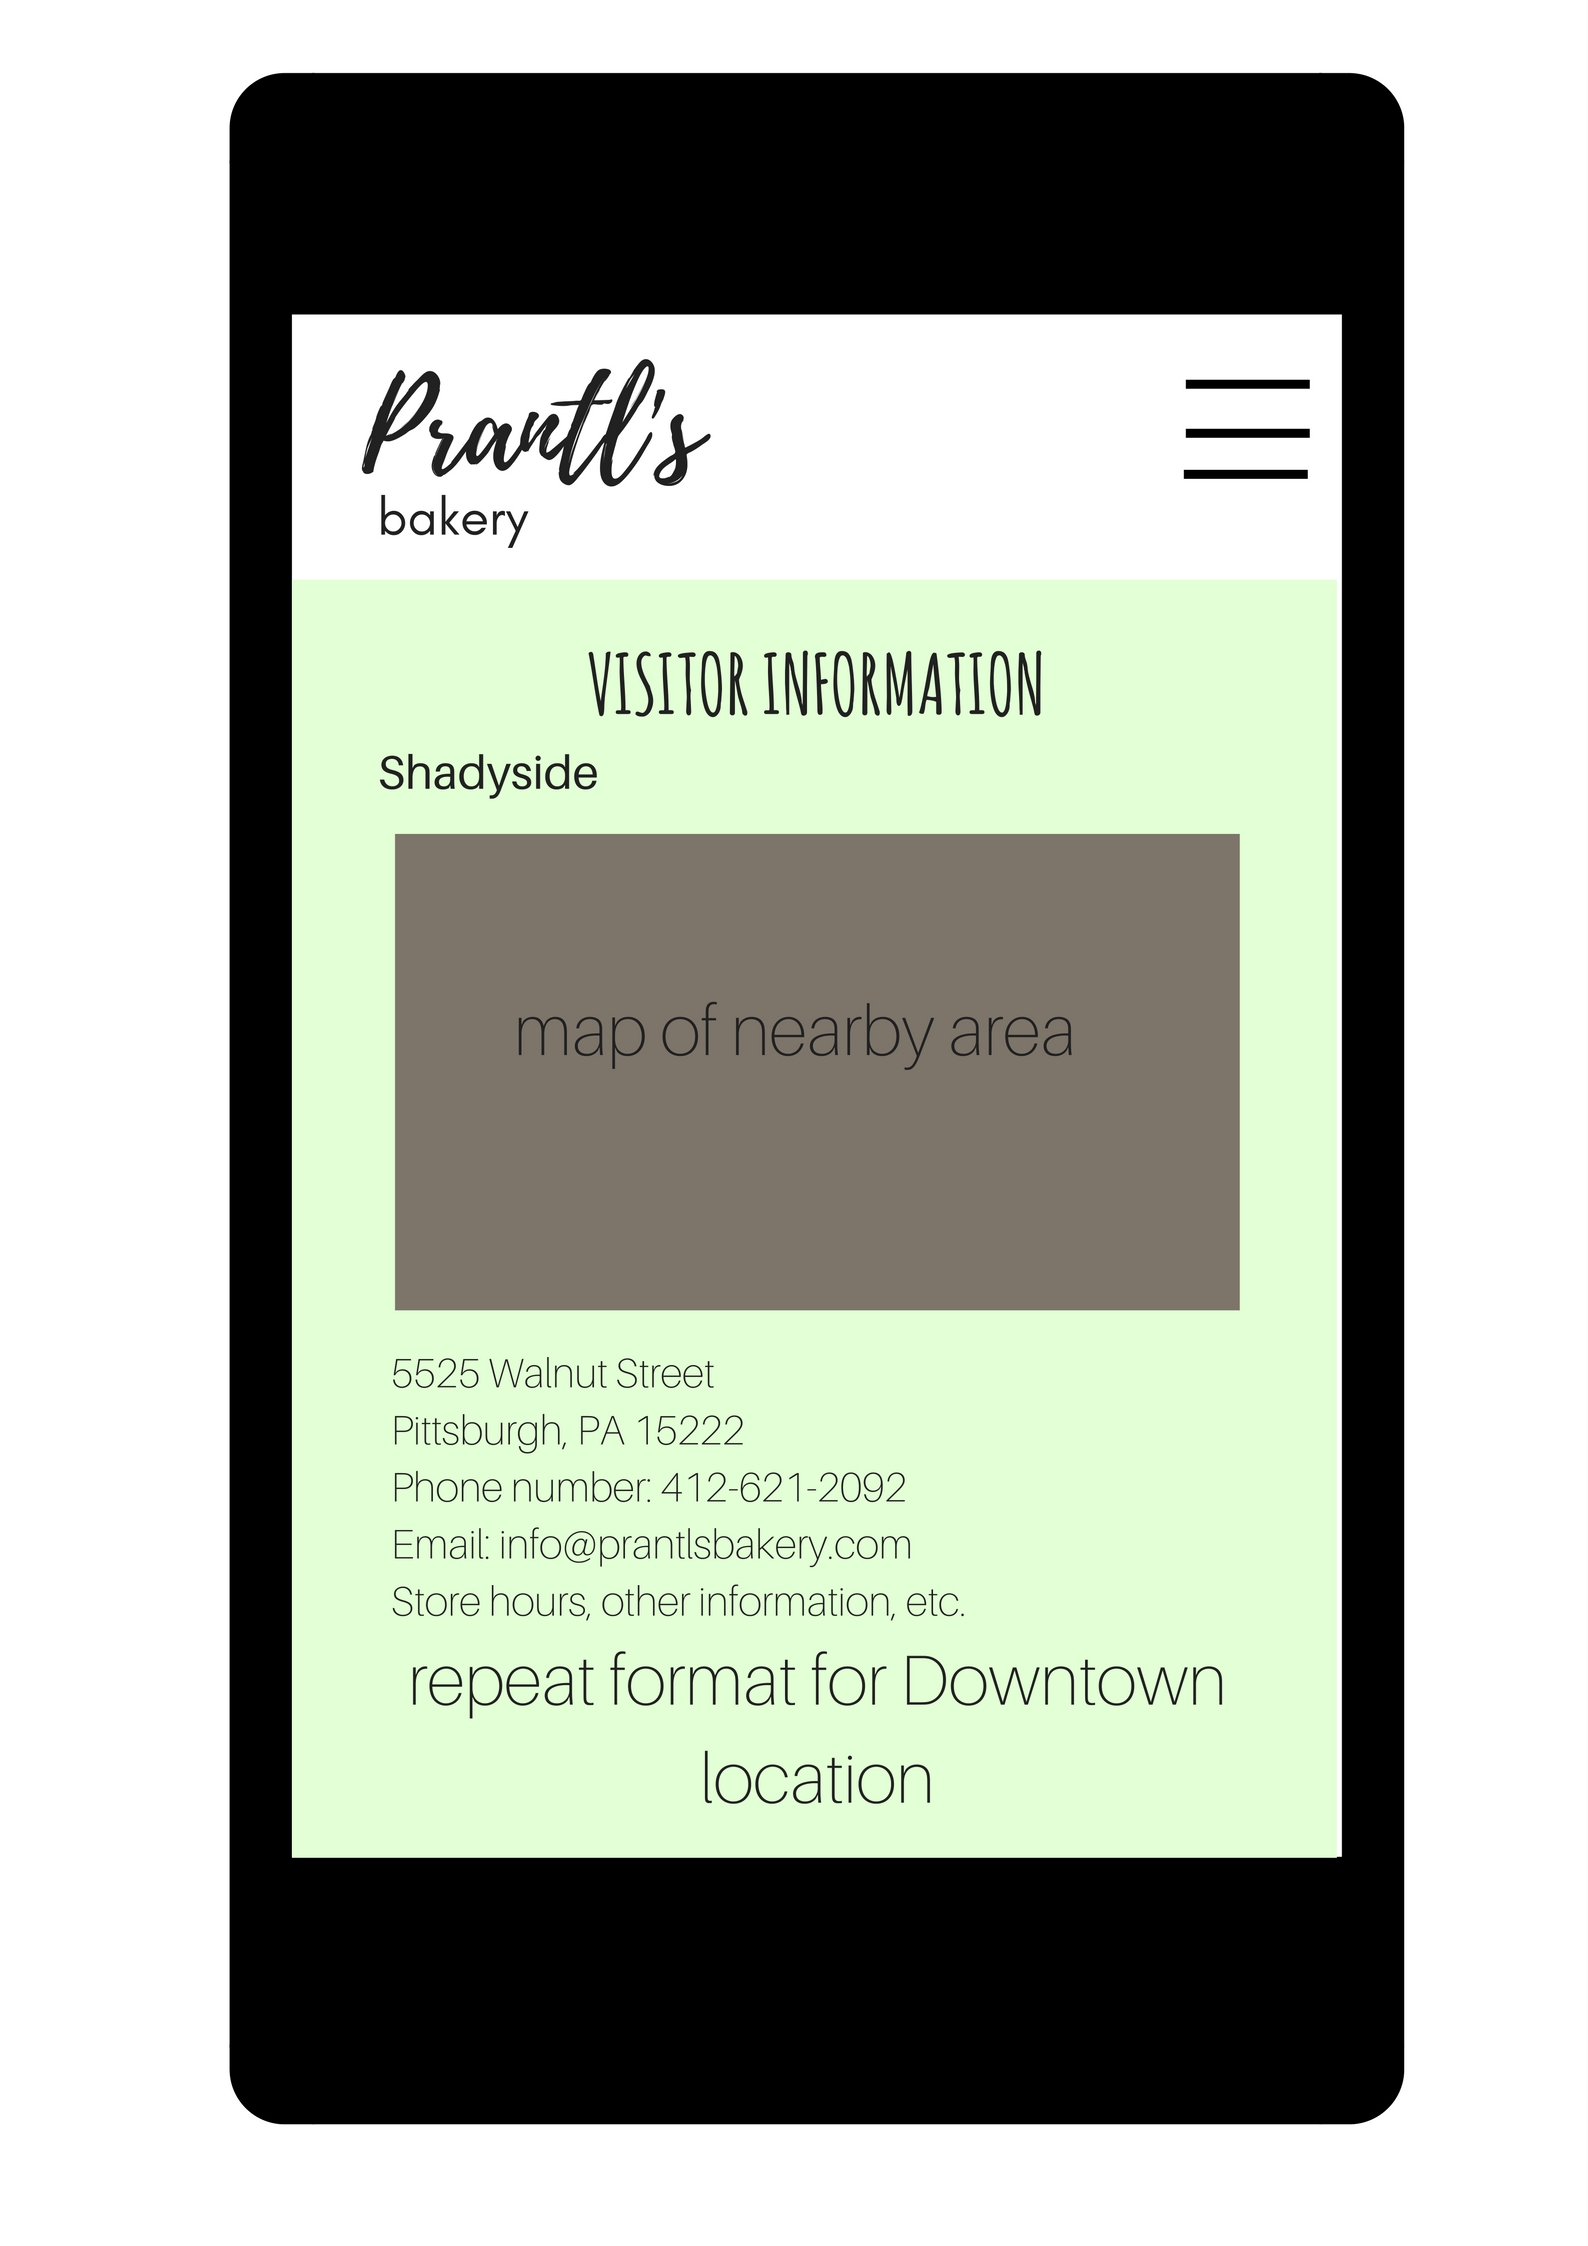 Prantl's
bakery
VISITOR INFORMATION
Shadyside
map of nearby area
5525 Walnut Street
Pittsburgh, PA 15222
Phone number: 412-621-2092
Email: info@prantlsbakery.com
Store hours, other information, etc.
repeat format for Downtown
location